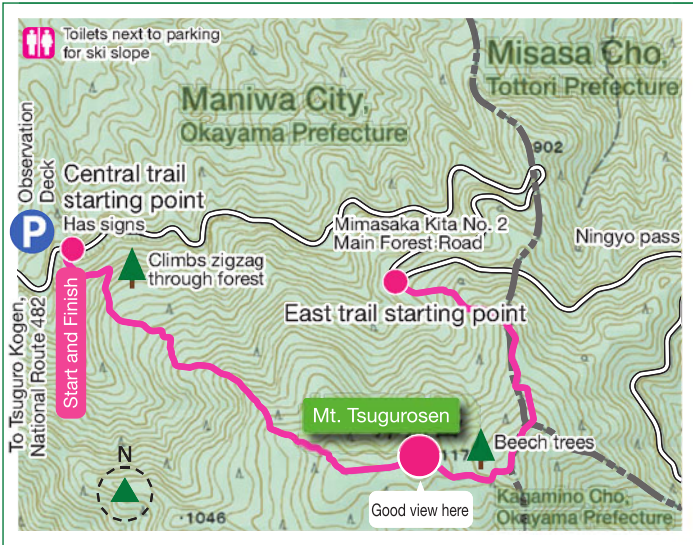 Toilets next to parking
for ski slope
Misasa Cho,
Tottori Prefecture
Maniwa City,
Okayama Prefecture
902
Observation
Deck
Central trail
starting point
Has signs
P
Mimasaka Kita No. 2
Main Forest Road
Ningyo pass
Climbs zigzag
through forest
East trail starting point
Start and Finish
To Tsuguro Kogen,
National Route 482
Mt. Tsugurosen
Beech trees
N
Good view here
Kagamino Cho,
Okayama Prefecture
·1046